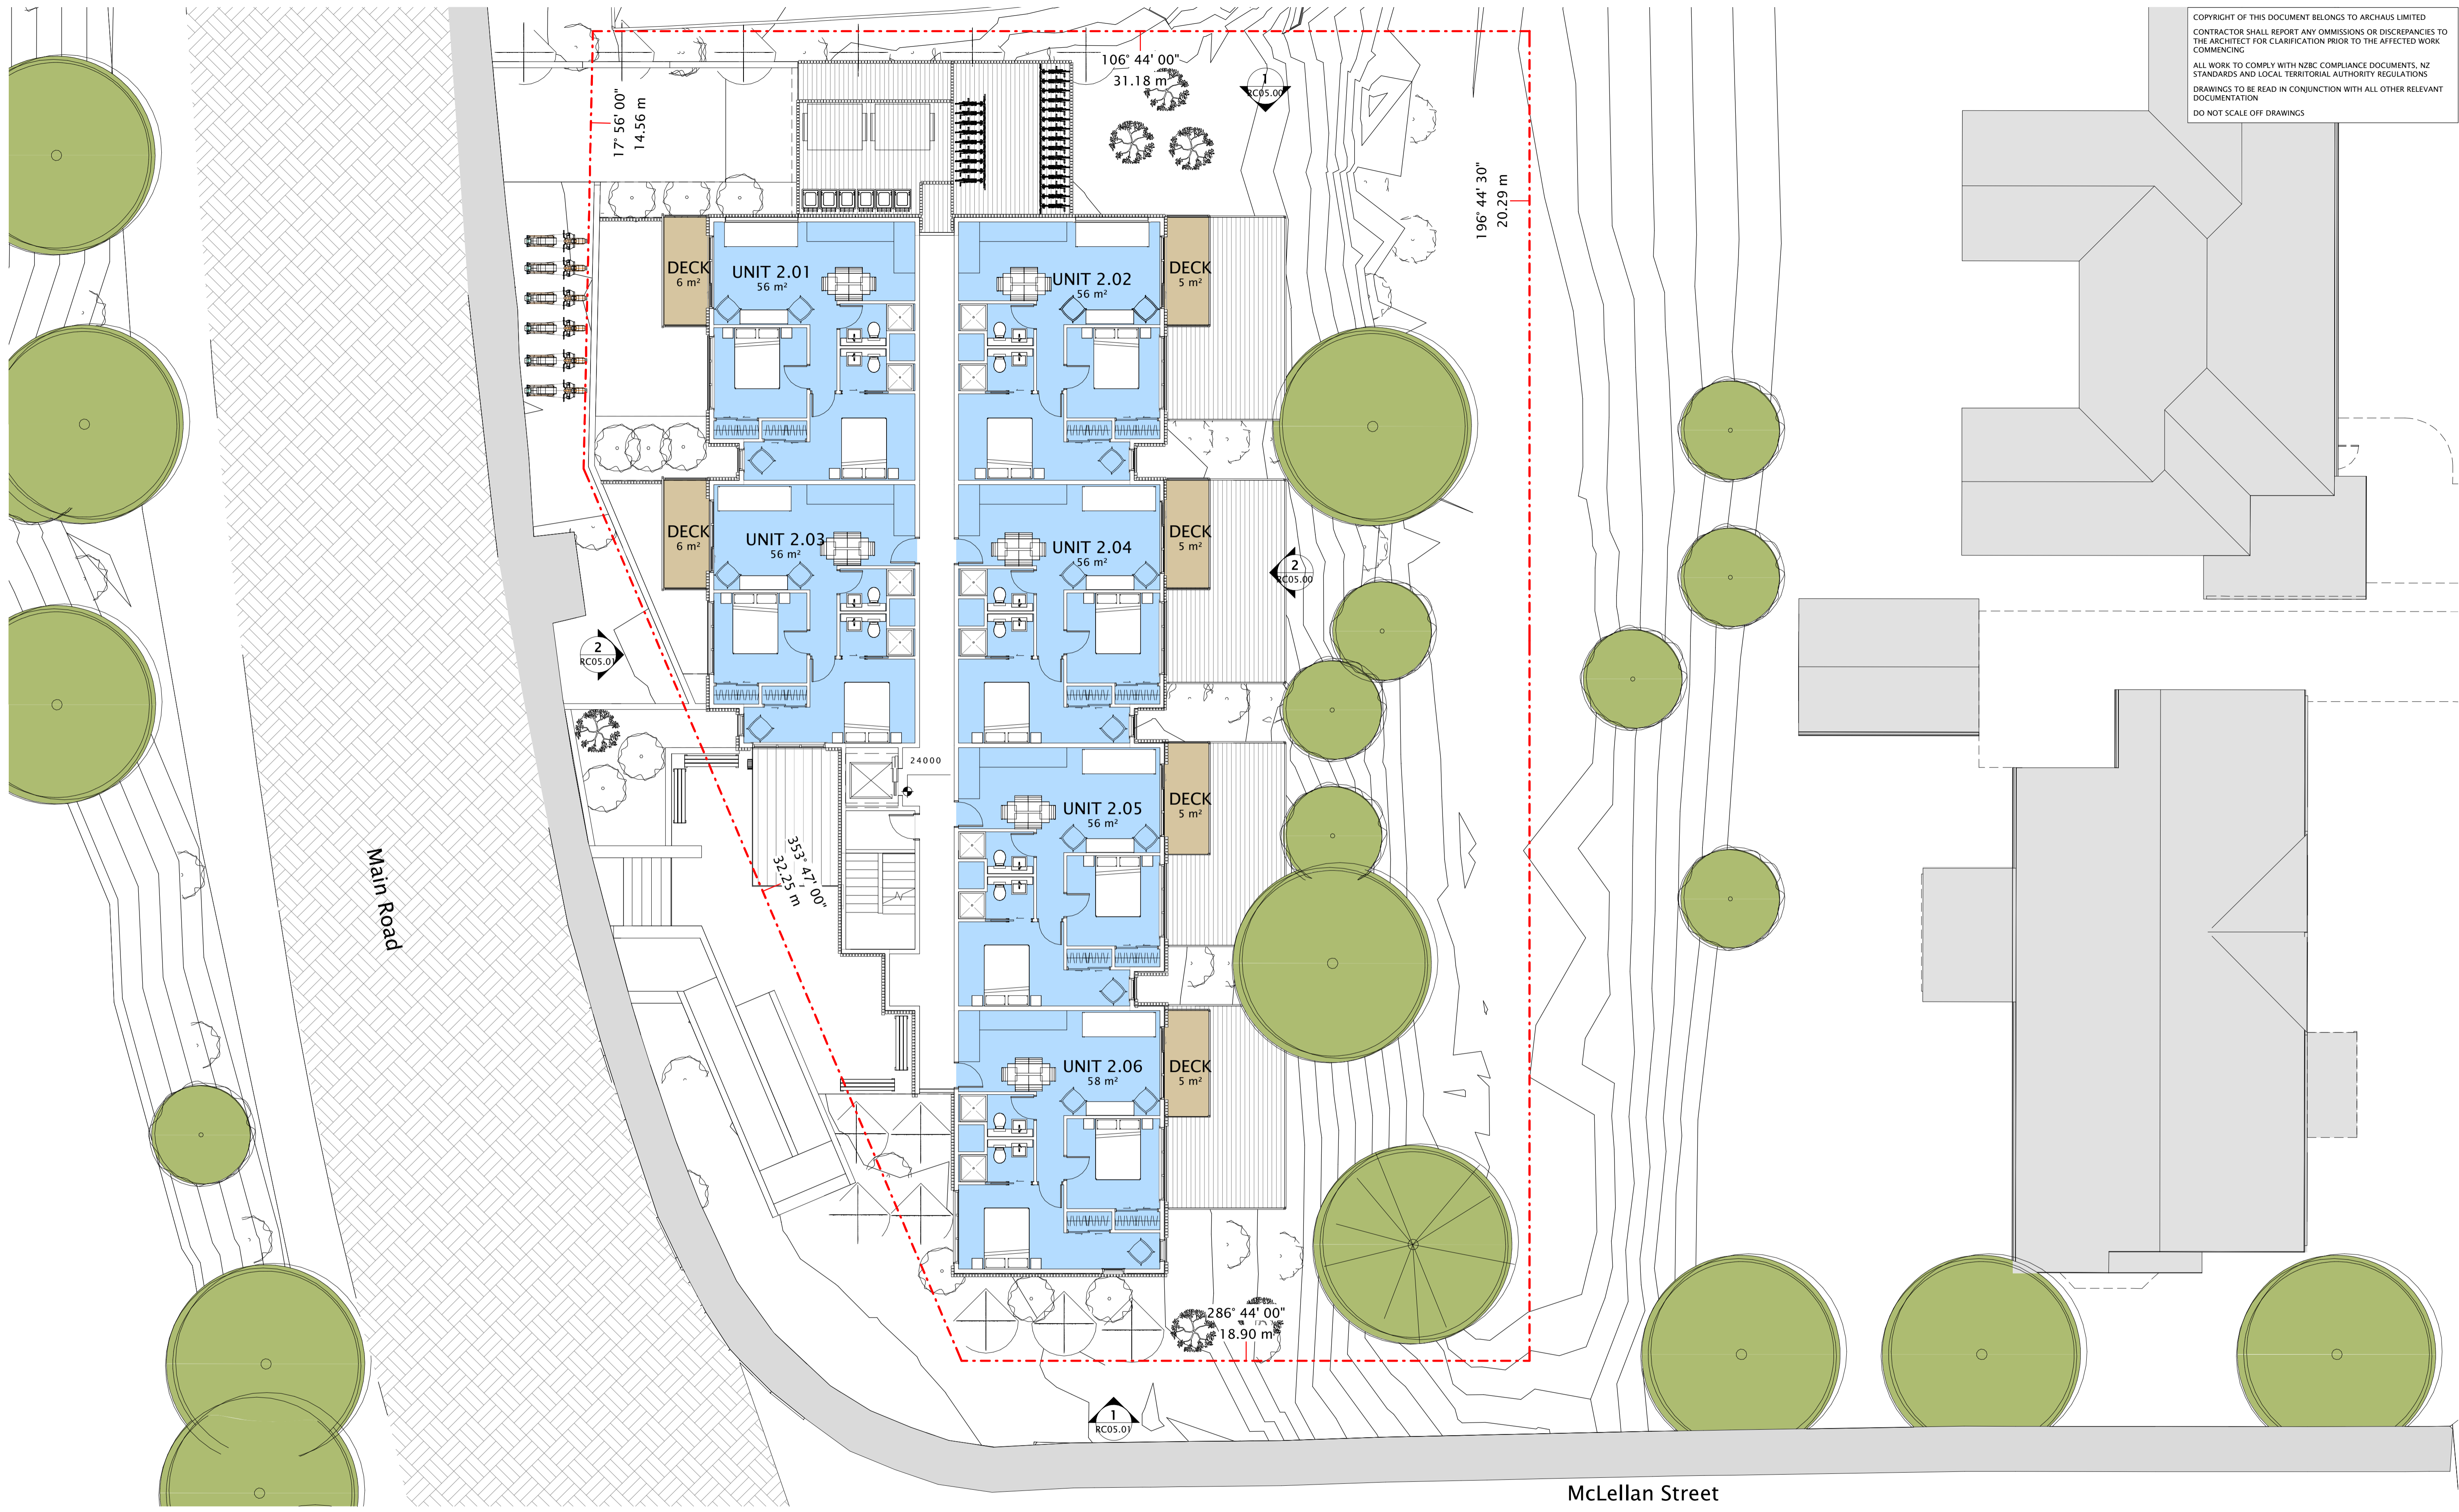 COPYRIGHT OF THIS DOCUMENT BELONGS TO ARCHAUS LIMITED
CONTRACTOR SHALL REPORT ANY OMMISSIONS OR DISCREPANCIES TO
THE ARCHITECT FOR CLARIFICATION PRIOR TO THE AFFECTED WORK
COMMENCING
ALL WORK TO COMPLY WITH NZBC COMPLIANCE DOCUMENTS, NZ
STANDARDS AND LOCAL TERRITORIAL AUTHORITY REGULATIONS
DRAWINGS TO BE READ IN CONJUNCTION WITH ALL OTHER RELEVANT
DOCUMENTATION
DO NOT SCALE OFF DRAWINGS
106° 44' 00"
31.18 m
1
RC05.00
17° 56' 00"
14.56 m
196° 44' 30"
20.29 m
DECK
6 m²
UNIT 2.01
56 m²
UNIT 2.02
56 m²
DECK
5 m²
DECK
6 m²
UNIT 2.03
56 m²
UNIT 2.04
56 m²
DECK
5 m²
2
RC05.00
2
RC05.01
24000
UNIT 2.05
56 m²
DECK
5 m²
353° 47' 00"
32.25 m
Main Road
UNIT 2.06
58 m²
DECK
5 m²
286° 44' 00"
18.90 m
1
RC05.01
McLellan Street